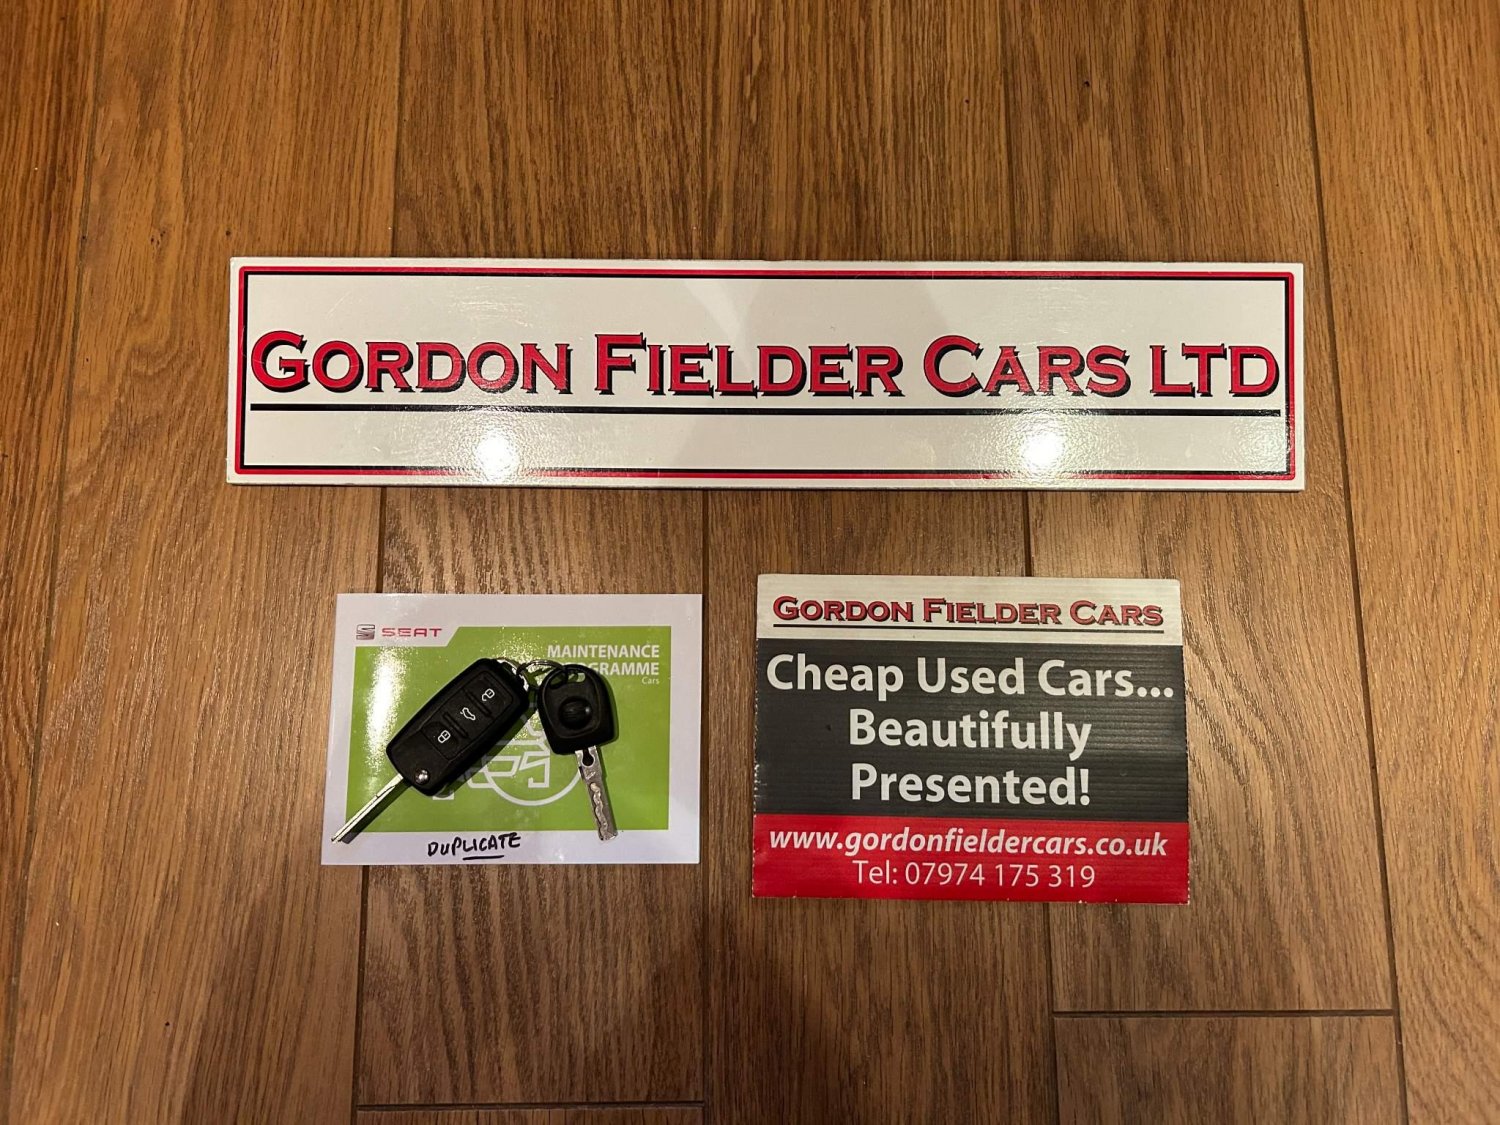 GORDON FIELDER CARS LTD
SEAT
MAINTENANCE
Cars
DUPLICATE
GORDON FIELDER CARS
Cheap Used Cars...
Beautifully
Presented!
www.gordonfieldercars.co.uk
Tel: 07974 175 319